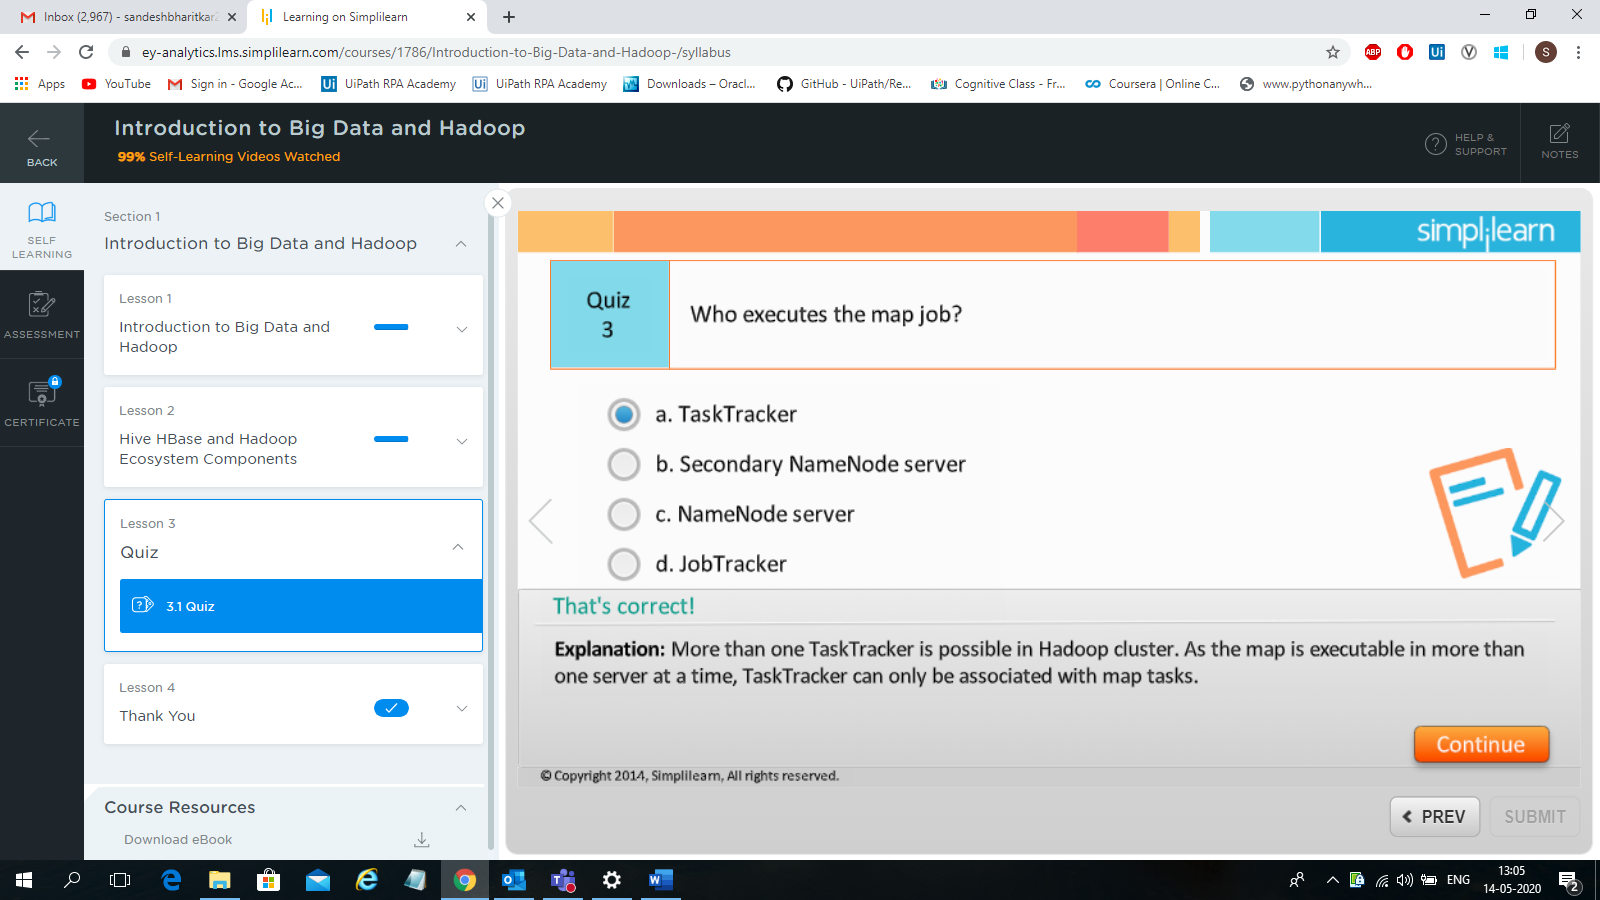 Inbox (2,967) - sandeshbharitkar2
Learning on Simplilearn
ey-analytics.lms.simplilearn.com/courses/1786/Introduction-to-Big-Data-and-Hadoop-/syllabus
ABP
Ui
S
Apps
YouTube
Sign in - Google Ac...
Ui
UiPath RPA Academy
Ui
UiPath RPA Academy
Downloads – Oracl...
GitHub - UiPath/Re...
Cognitive Class - Fr...
Coursera | Online C...
www.pythonanywh...
BACK
Introduction to Big Data and Hadoop
99% Self-Learning Videos Watched
HELP &
SUPPORT
NOTES
SELF
LEARNING
ASSESSMENT
CERTIFICATE
Section 1
Introduction to Big Data and Hadoop
Lesson 1
Introduction to Big Data and
Hadoop
Lesson 2
Hive HBase and Hadoop
Ecosystem Components
Lesson 3
Quiz
3.1 Quiz
Lesson 4
Thank You
Course Resources
Download eBook
simplilearn
Quiz
3
Who executes the map job?
a. TaskTracker
b. Secondary NameNode server
c. NameNode server
d. JobTracker
That's correct!
Explanation: More than one TaskTracker is possible in Hadoop cluster. As the map is executable in more than
one server at a time, TaskTracker can only be associated with map tasks.
Continue
© Copyright 2014, Simplilearn, All rights reserved.
PREV
SUBMIT
ENG
13:05
14-05-2020
2